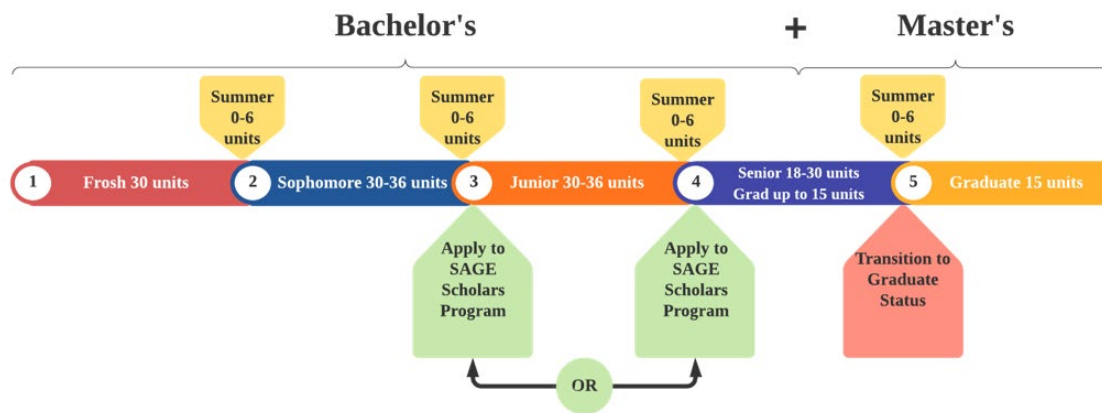 Bachelor's
+
Master's
Summer
0-6
units
Summer
0-6
units
Summer
0-6
units
Summer
0-6
units
1
Frosh 30 units
2
Sophomore 30-36 units
3
Junior 30-36 units
4
Senior 18-30 units
Grad up to 15 units
5
Graduate 15 units
Apply to
SAGE
Scholars
Program
Apply to
SAGE
Scholars
Program
Transition to
Graduate
Status
OR